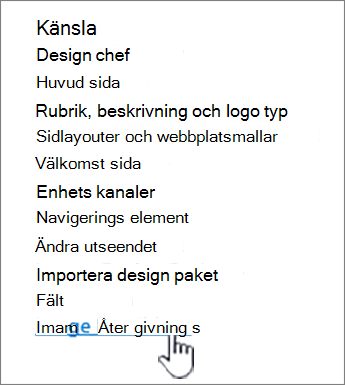 Känsla
Design chef
Huvud sida
Rubrik, beskrivning och logo typ
Sidlayouter och webbplatsmallar
Välkomst sida
Enhets kanaler
Navigerings element
Ändra utseendet
Importera design paket
Fält
Imamge Åter givning s